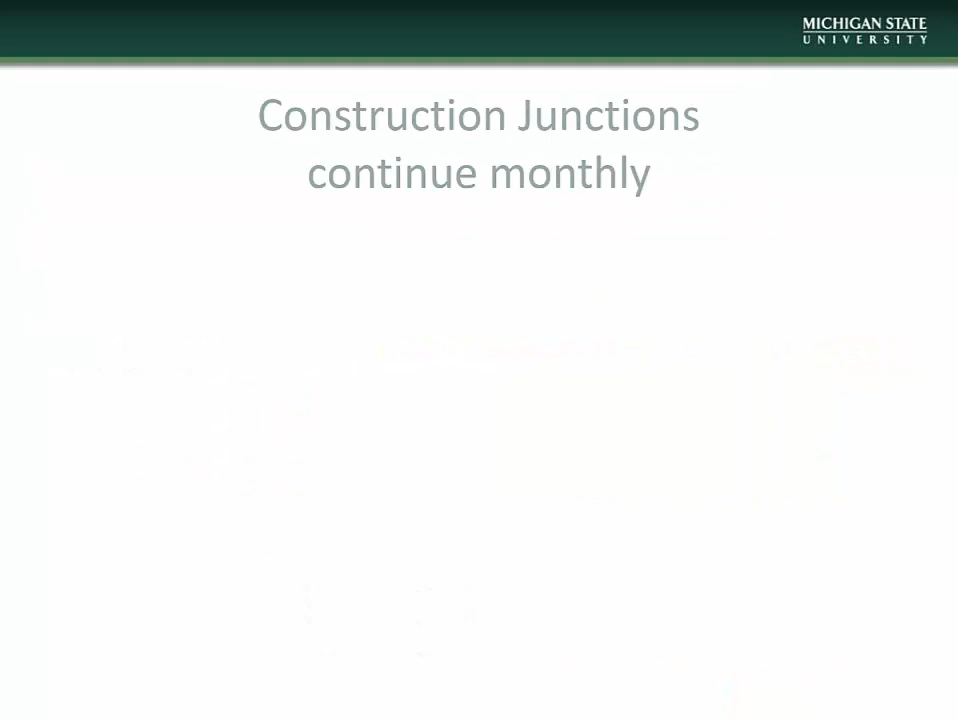 MICHIGAN STATE
UNIVERSITY
Construction Junctions
continue monthly